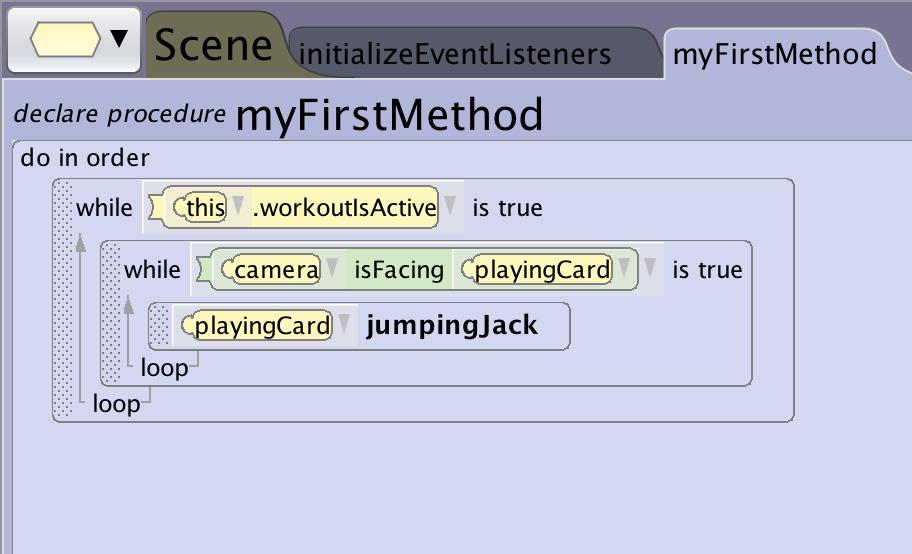 Scene initializeEventListeners myFirstMethod
declare procedure myFirstMethod
do in order
while this .workoutIsActive is true
while camera isFacing playingCard is true
playingCard jumpingJack
loop
loop